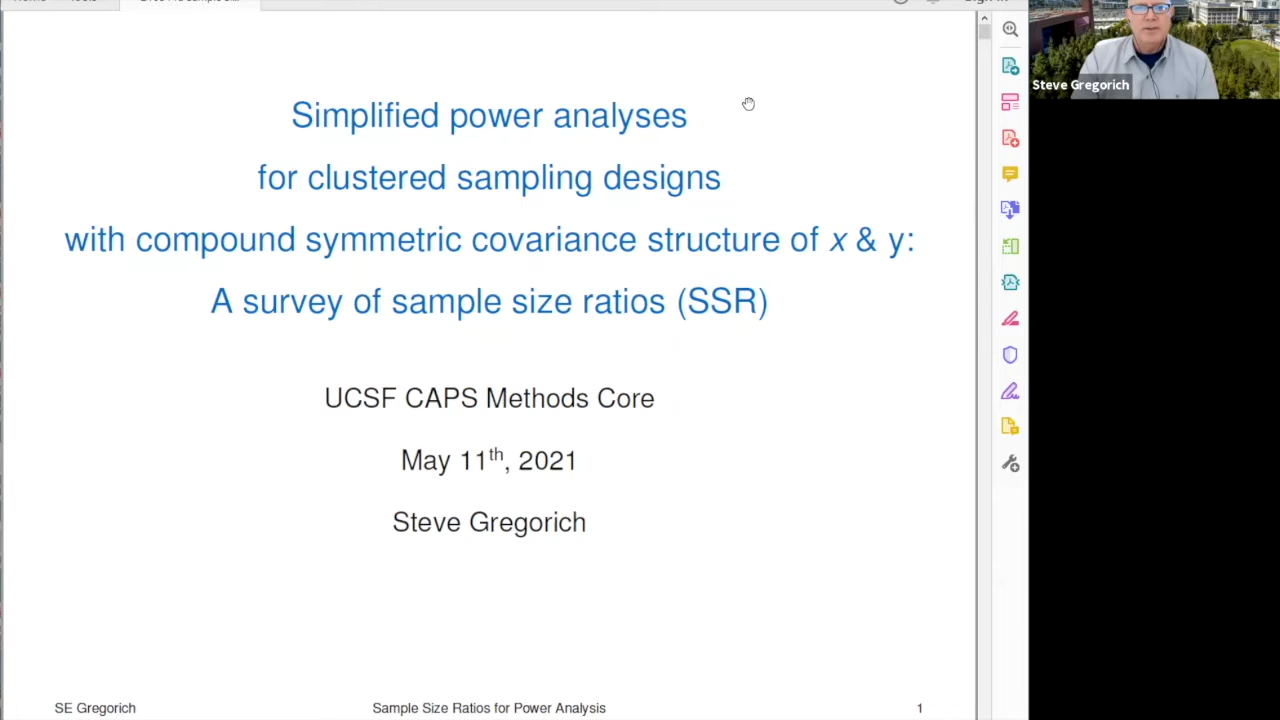 Simplified power analyses
for clustered sampling designs
with compound symmetric covariance structure of x & y:
A survey of sample size ratios (SSR)
UCSF CAPS Methods Core
May 11th, 2021
Steve Gregorich
SE Gregorich
Sample Size Ratios for Power Analysis
1
Steve Gregorich